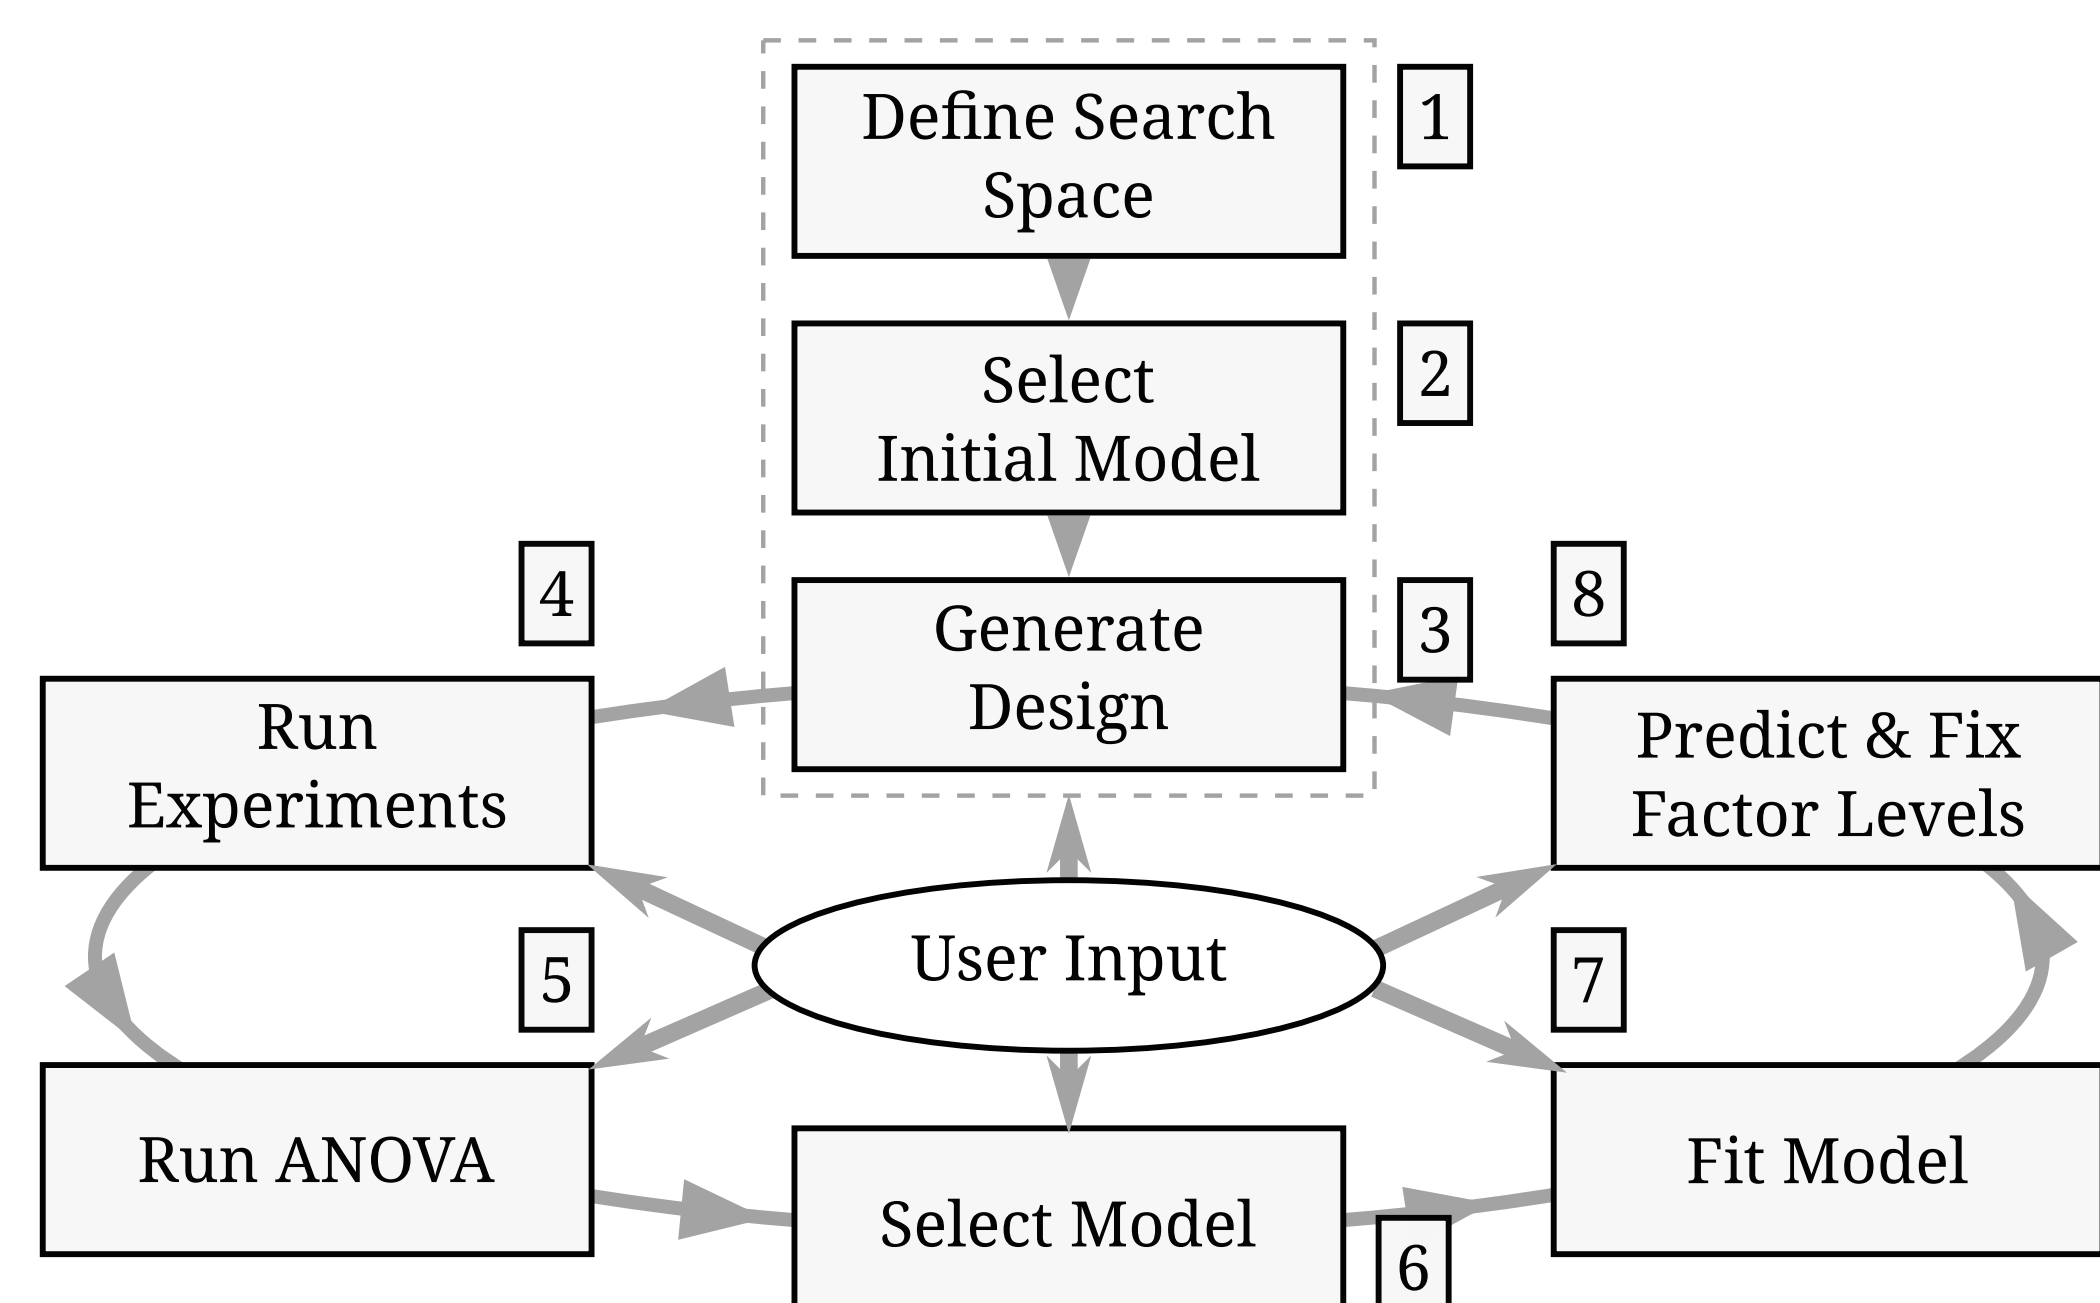 Define Search
Space
1
Select
Initial Model
2
Generate
Design
3
4
Run
Experiments
8
Predict & Fix
Factor Levels
User Input
5
Run ANOVA
7
Fit Model
Select Model
6